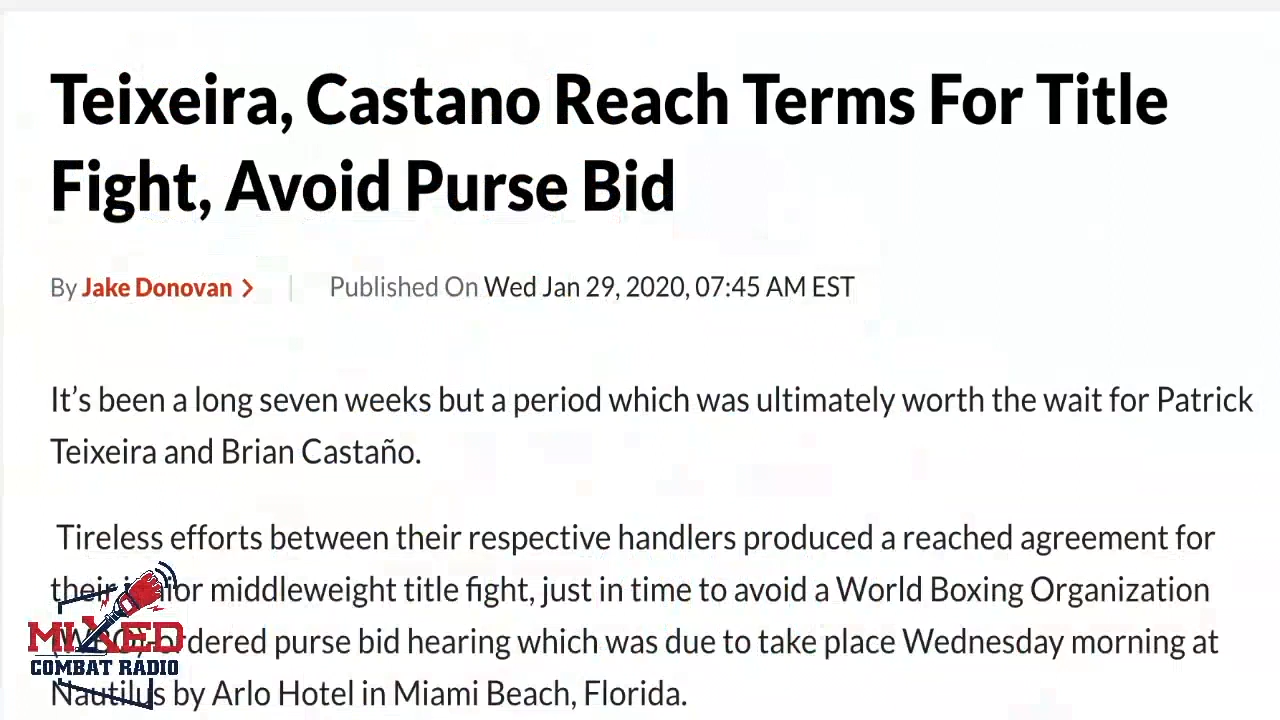 Teixeira, Castano Reach Terms For Title
Fight, Avoid Purse Bid
By Jake Donovan > | Published On Wed Jan 29, 2020, 07:45 AM EST
It’s been a long seven weeks but a period which was ultimately worth the wait for Patrick
Teixeira and Brian Castaño.
Tireless efforts between their respective handlers produced a reached agreement for
their middleweight title fight, just in time to avoid a World Boxing Organization
ordered purse bid hearing which was due to take place Wednesday morning at
Nautilus by Arlo Hotel in Miami Beach, Florida.
MIXED
COMBAT RADIO